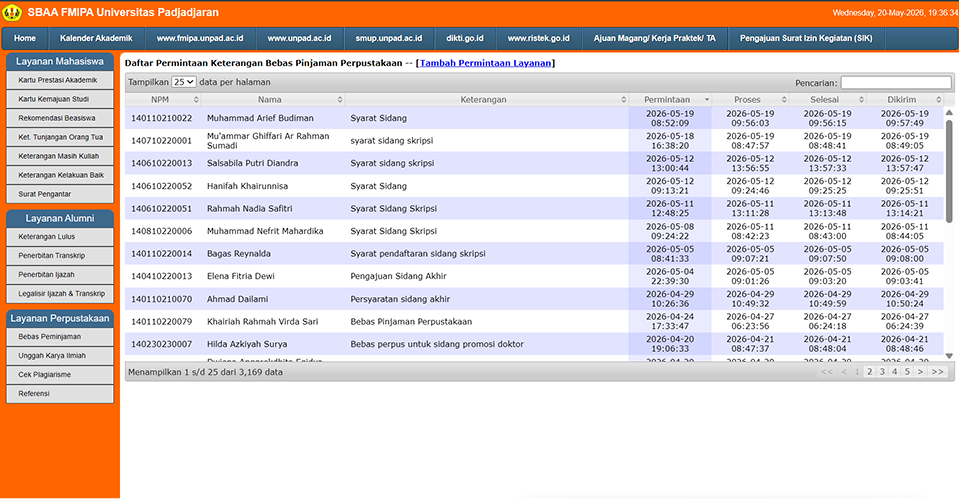 SBAA FMIPA Universitas Padjadjaran
Wednesday, 20-May-2026, 19:36:34
Home Kalender Akademik www.fmipa.unpad.ac.id www.unpad.ac.id smup.unpad.ac.id dikti.go.id www.ristek.go.id Ajuan Magang/ Kerja Praktek/ TA Pengajuan Surat Izin Kegiatan (SIK)
Layanan Mahasiswa
Kartu Prestasi Akademik
Kartu Kemajuan Studi
Rekomendasi Beasiswa
Ket. Tunjangan Orang Tua
Keterangan Masih Kuliah
Keterangan Kelakuan Baik
Surat Pengantar
Layanan Alumni
Keterangan Lulus
Penerbitan Transkrip
Penerbitan Ijazah
Legalisir Ijazah & Transkrip
Layanan Perpustakaan
Bebas Peminjaman
Unggah Karya Ilmiah
Cek Plagiarisme
Referensi
Daftar Permintaan Keterangan Bebas Pinjaman Perpustakaan -- [Tambah Permintaan Layanan]
Tampilkan 25 data per halaman Pencarian:
NPM Nama Keterangan Permintaan Proses Selesai Dikirim
140110210022 Muhammad Arief Budiman Syarat Sidang 2026-05-19 08:52:09 2026-05-19 09:56:03 2026-05-19 09:56:15 2026-05-19 09:57:49
140710220001 Mu'ammar Ghiffari Ar Rahman Sumadi syarat sidang skripsi 2026-05-18 16:38:20 2026-05-19 08:47:57 2026-05-19 08:48:41 2026-05-19 08:49:05
140610220013 Salsabila Putri Diandra Syarat sidang skripsi 2026-05-12 13:00:44 2026-05-12 13:56:55 2026-05-12 13:57:33 2026-05-12 13:57:47
140610220052 Hanifah Khairunnisa Syarat Sidang 2026-05-12 09:13:21 2026-05-12 09:24:46 2026-05-12 09:25:25 2026-05-12 09:25:51
140610220051 Rahmah Nadia Safitri Syarat Sidang Skripsi 2026-05-11 12:48:25 2026-05-11 13:11:28 2026-05-11 13:13:48 2026-05-11 13:14:21
140810220006 Muhammad Nefrit Mahardika Syarat Sidang Skripsi 2026-05-08 09:24:22 2026-05-11 08:42:23 2026-05-11 08:43:00 2026-05-11 08:44:05
140110220014 Bagas Reynalda Syarat pendaftaran sidang skripsi 2026-05-05 08:41:33 2026-05-05 09:07:21 2026-05-05 09:07:50 2026-05-05 09:08:00
140410220013 Elena Fitria Dewi Pengajuan Sidang Akhir 2026-05-04 22:39:30 2026-05-05 09:01:26 2026-05-05 09:03:20 2026-05-05 09:03:41
140110210070 Ahmad Dailami Persyaratan sidang akhir 2026-04-29 10:26:36 2026-04-29 10:49:32 2026-04-29 10:49:59 2026-04-29 10:50:24
140110220079 Khairiah Rahmah Virda Sari Bebas Pinjaman Perpustakaan 2026-04-24 17:33:47 2026-04-27 06:23:56 2026-04-27 06:24:18 2026-04-27 06:24:39
140230230007 Hilda Azkiyah Surya Bebas perpus untuk sidang promosi doktor 2026-04-20 19:06:33 2026-04-21 08:47:37 2026-04-21 08:48:04 2026-04-21 08:48:46
Menampilkan 1 s/d 25 dari 3,169 data << < 1 2 3 4 5 > >>